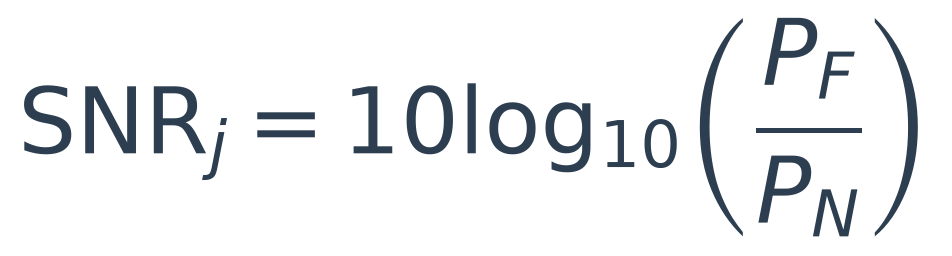 SNR_j = 10log_10(P_F/P_N)